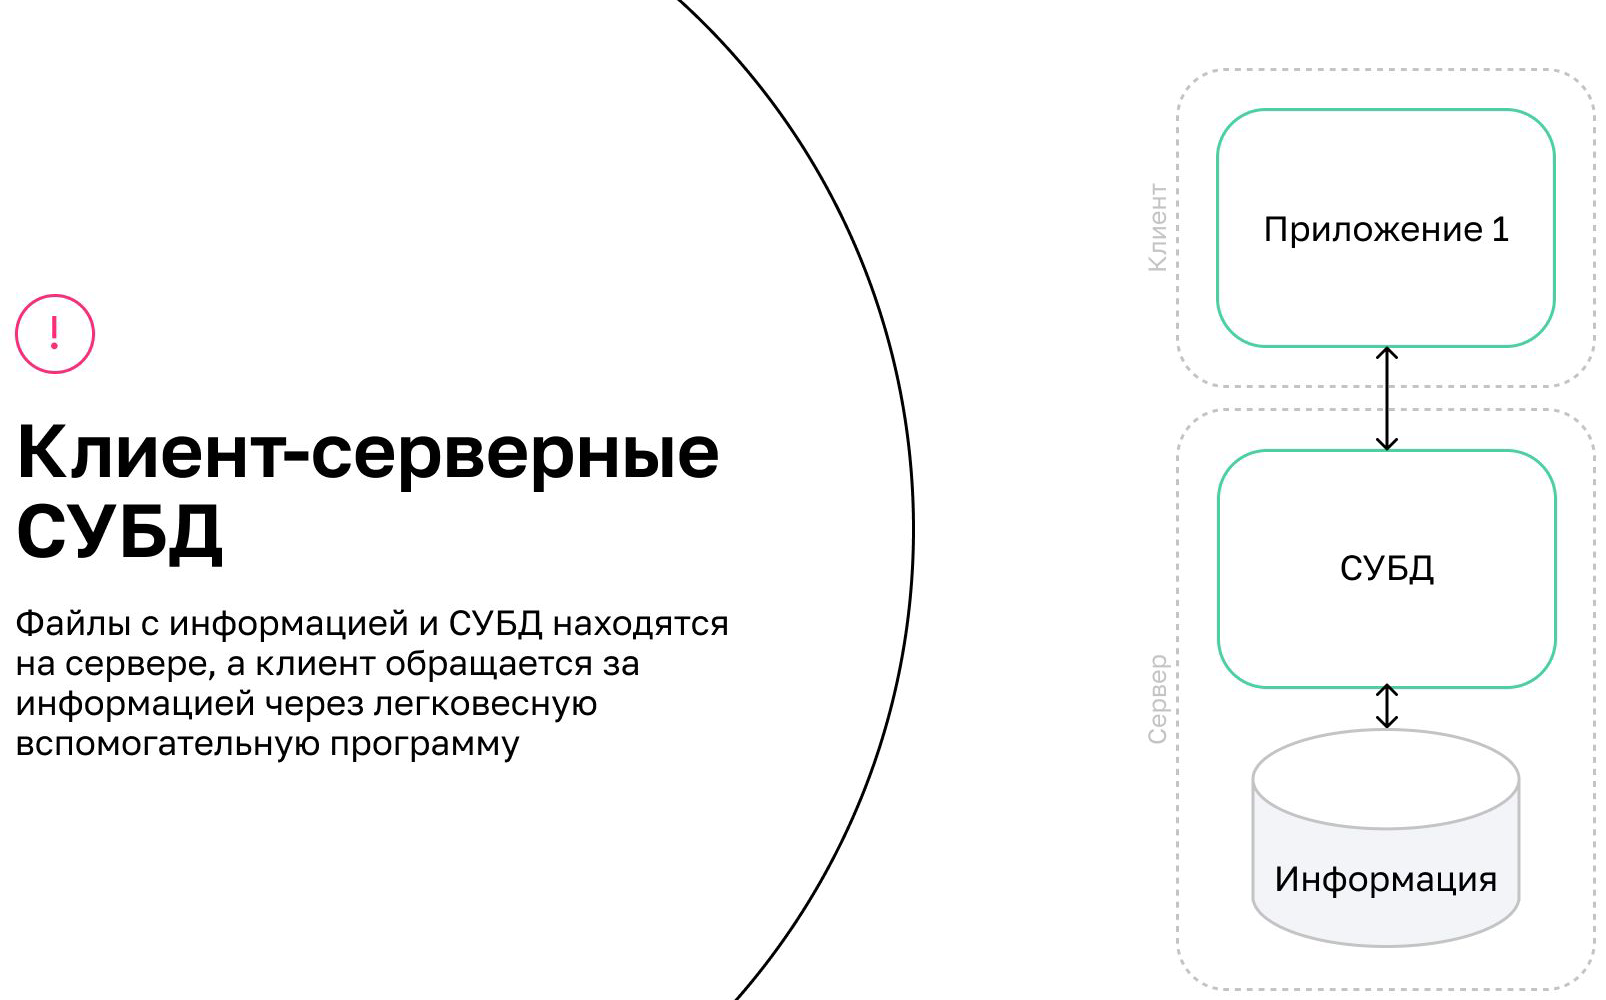 !
Клиент-серверные
СУБД
Файлы с информацией и СУБД находятся
на сервере, а клиент обращается за
информацией через легковесную
вспомогательную программу
Клиент
Приложение 1
Сервер
СУБД
Информация